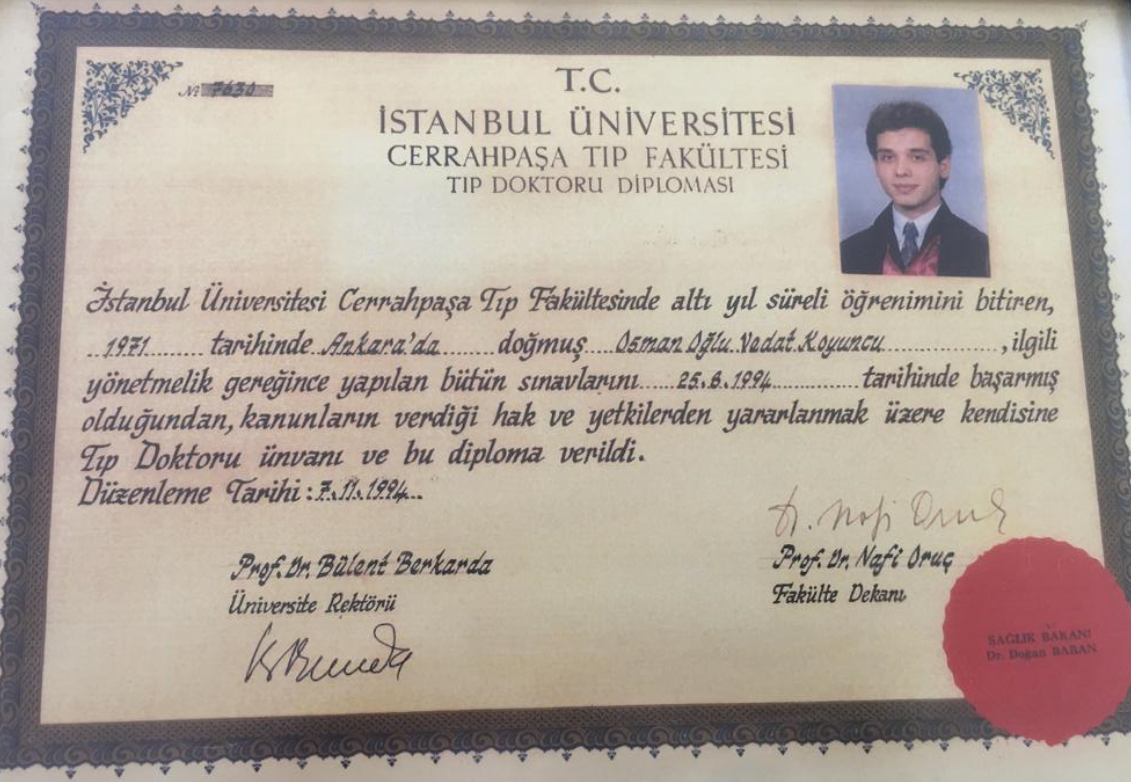 № 7630
T.C.
İSTANBUL ÜNİVERSİTESİ
CERRAHPAŞA TIP FAKÜLTESİ
TIP DOKTORU DİPLOMASI
İstanbul Üniversitesi Cerrahpaşa Tıp Fakültesinde altı yıl süreli öğrenimini bitiren,
1971 tarihinde Ankara'da doğmuş Osman Oğlu Vedat Koyuncu, ilgili
yönetmelik gereğince yapılan bütün sınavlarını 25.6.1994 tarihinde başarmış
olduğundan, kanunların verdiği hak ve yetkilerden yararlanmak üzere kendisine
Tıp Doktoru ünvanı ve bu diploma verildi.
Düzenleme Tarihi: 7.11.1994
Prof. Dr. Bülent Berkarda
Üniversite Rektörü
Prof. Dr. Nafi Oruç
Fakülte Dekanı
SAĞLIK BAKANI
Dr. Doğan BARAN